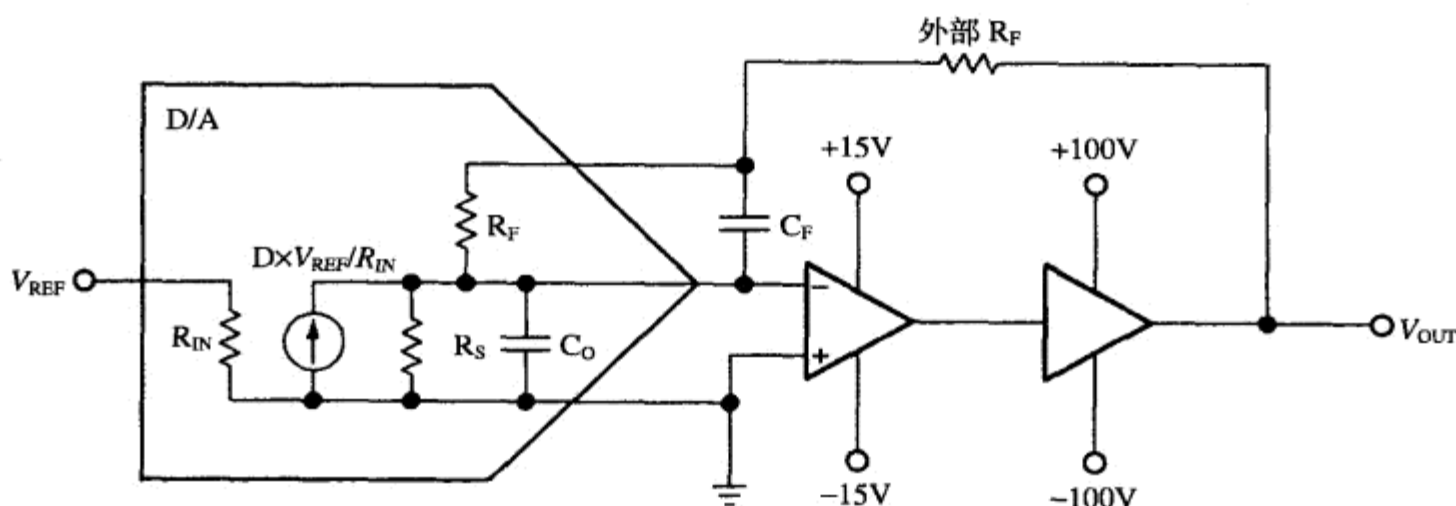 外部 R_F
D/A
+15V
+100V
R_F
C_F
D×V_REF/R_IN
V_REF
−
R_IN
R_S
C_O
+
V_OUT
−15V
−100V